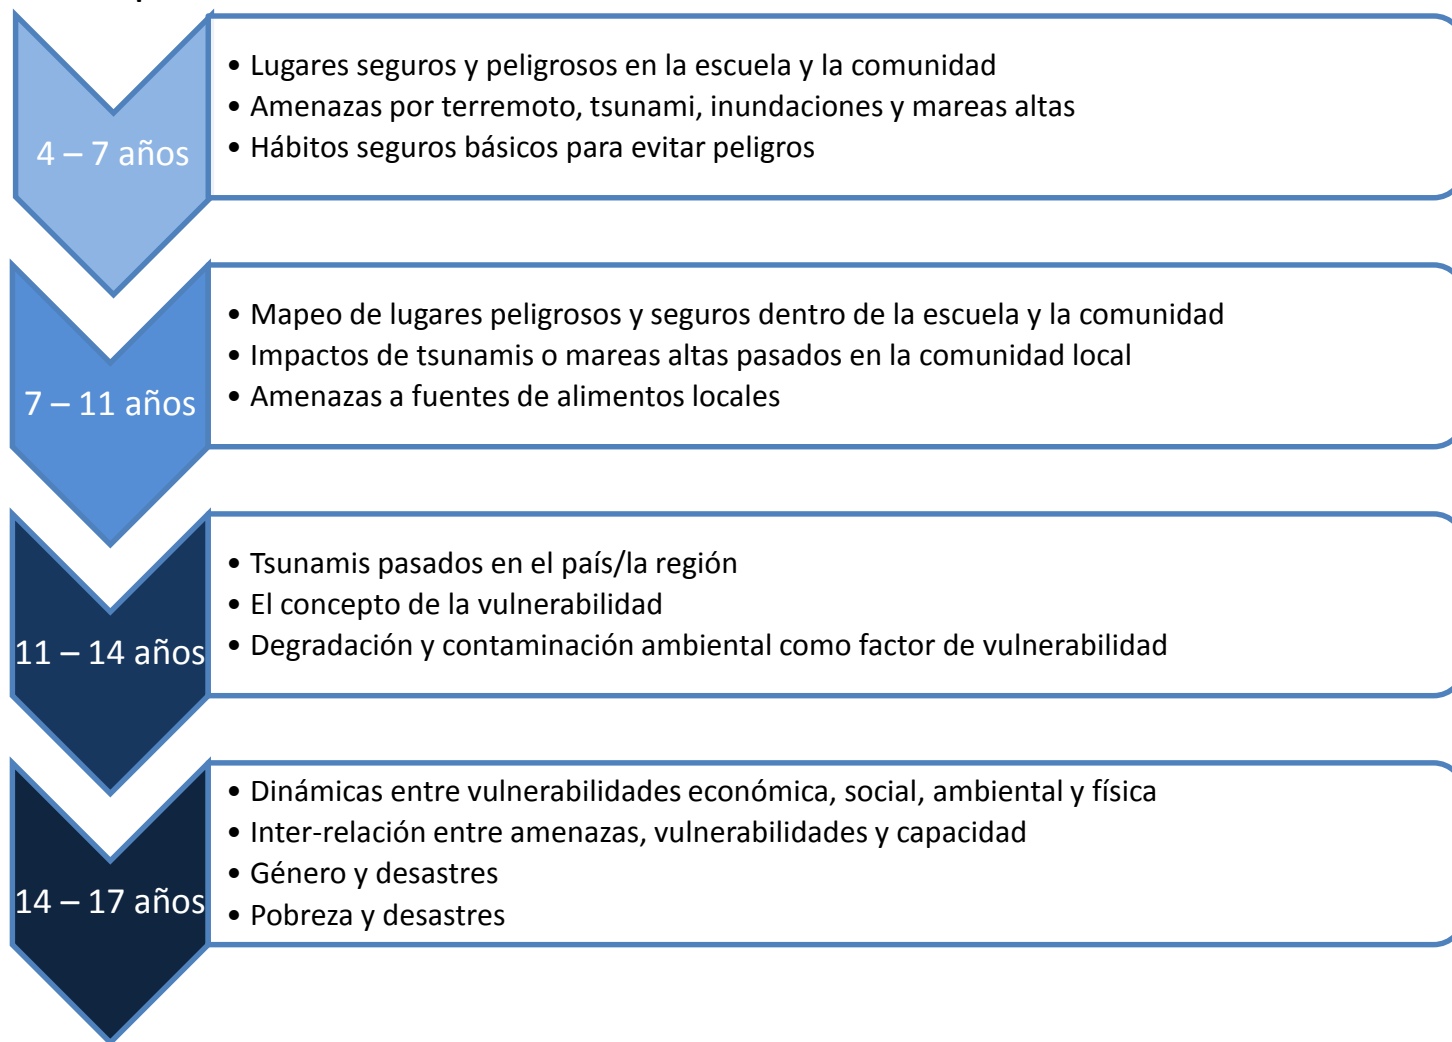 • Lugares seguros y peligrosos en la escuela y la comunidad
• Amenazas por terremoto, tsunami, inundaciones y mareas altas
4 – 7 años
• Hábitos seguros básicos para evitar peligros
• Mapeo de lugares peligrosos y seguros dentro de la escuela y la comunidad
• Impactos de tsunamis o mareas altas pasados en la comunidad local
7 – 11 años
• Amenazas a fuentes de alimentos locales
• Tsunamis pasados en el país/la región
• El concepto de la vulnerabilidad
11 – 14 años
• Degradación y contaminación ambiental como factor de vulnerabilidad
• Dinámicas entre vulnerabilidades económica, social, ambiental y física
• Inter-relación entre amenazas, vulnerabilidades y capacidad
• Género y desastres
14 – 17 años
• Pobreza y desastres